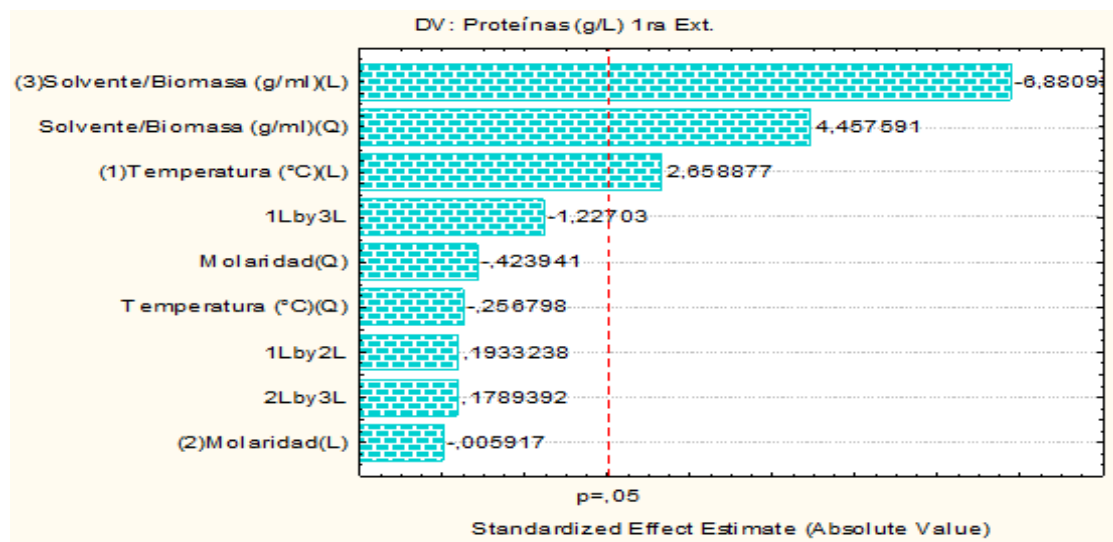 DV: Proteínas (g/L) 1ra Ext.
(3)Solvente/Biomasa (g/ml)(L) -6,8809
Solvente/Biomasa (g/ml)(Q) 4,457591
(1)Temperatura (°C)(L) 2,658877
1Lby3L -1,22703
Molaridad(Q) -,423941
Temperatura (°C)(Q) -,256798
1Lby2L ,1933238
2Lby3L ,1789392
(2)Molaridad(L) -,005917
p=,05
Standardized Effect Estimate (Absolute Value)